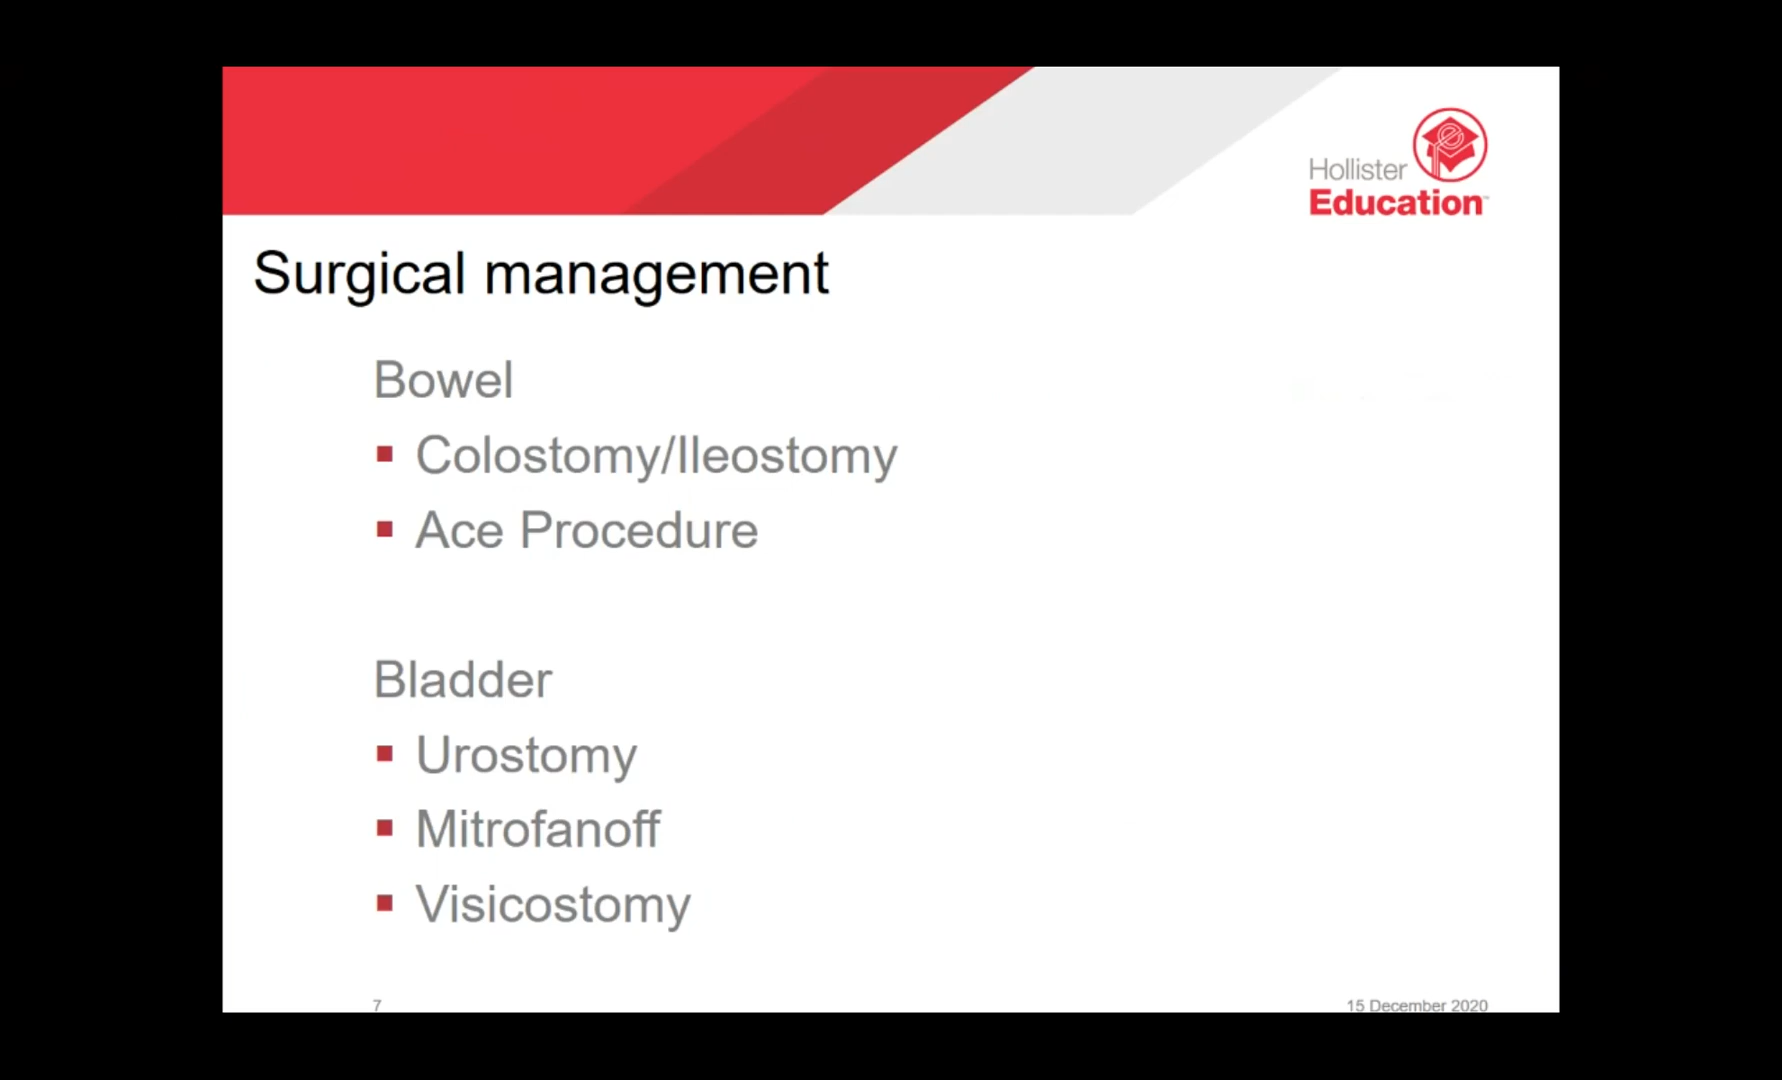 Hollister
Education
Surgical management
Bowel
Colostomy/Ileostomy
Ace Procedure
Bladder
Urostomy
Mitrofanoff
Visicostomy
7
15 December 2020